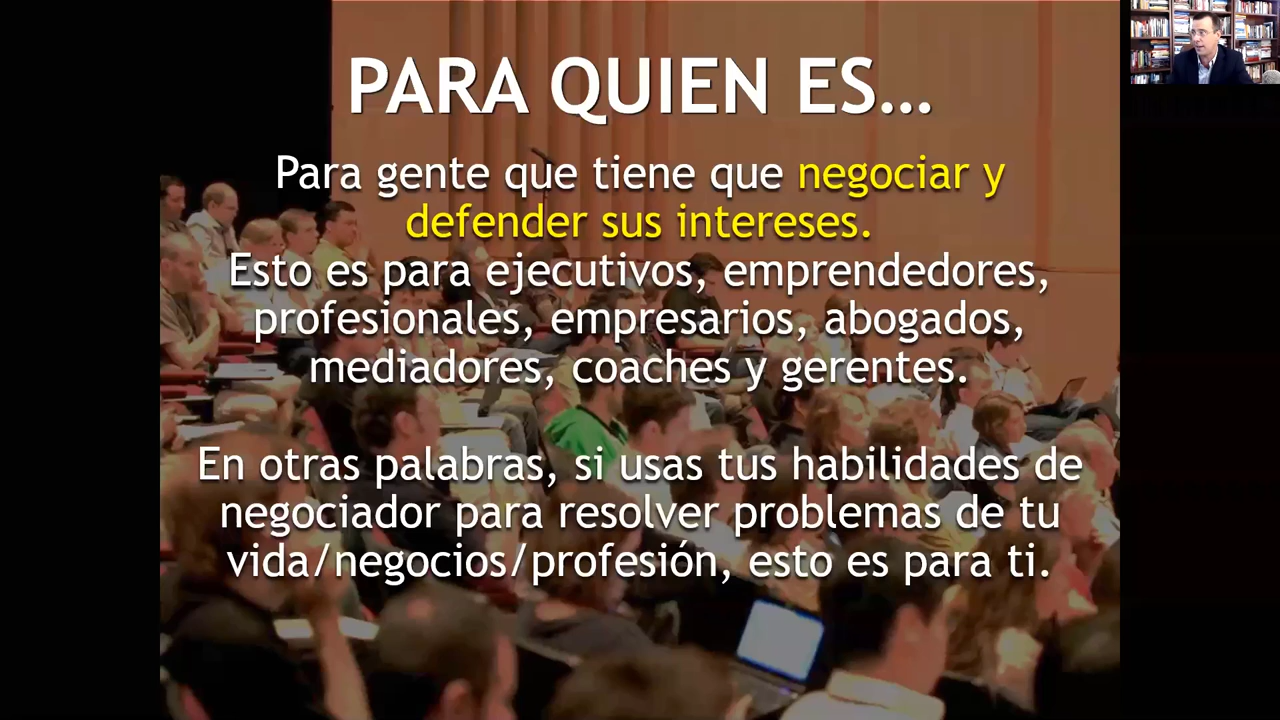 PARA QUIEN ES...
Para gente que tiene que negociar y
defender sus intereses.
Esto es para ejecutivos, emprendedores,
profesionales, empresarios, abogados,
mediadores, coaches y gerentes.
En otras palabras, si usas tus habilidades de
negociador para resolver problemas de tu
vida/negocios/profesión, esto es para ti.